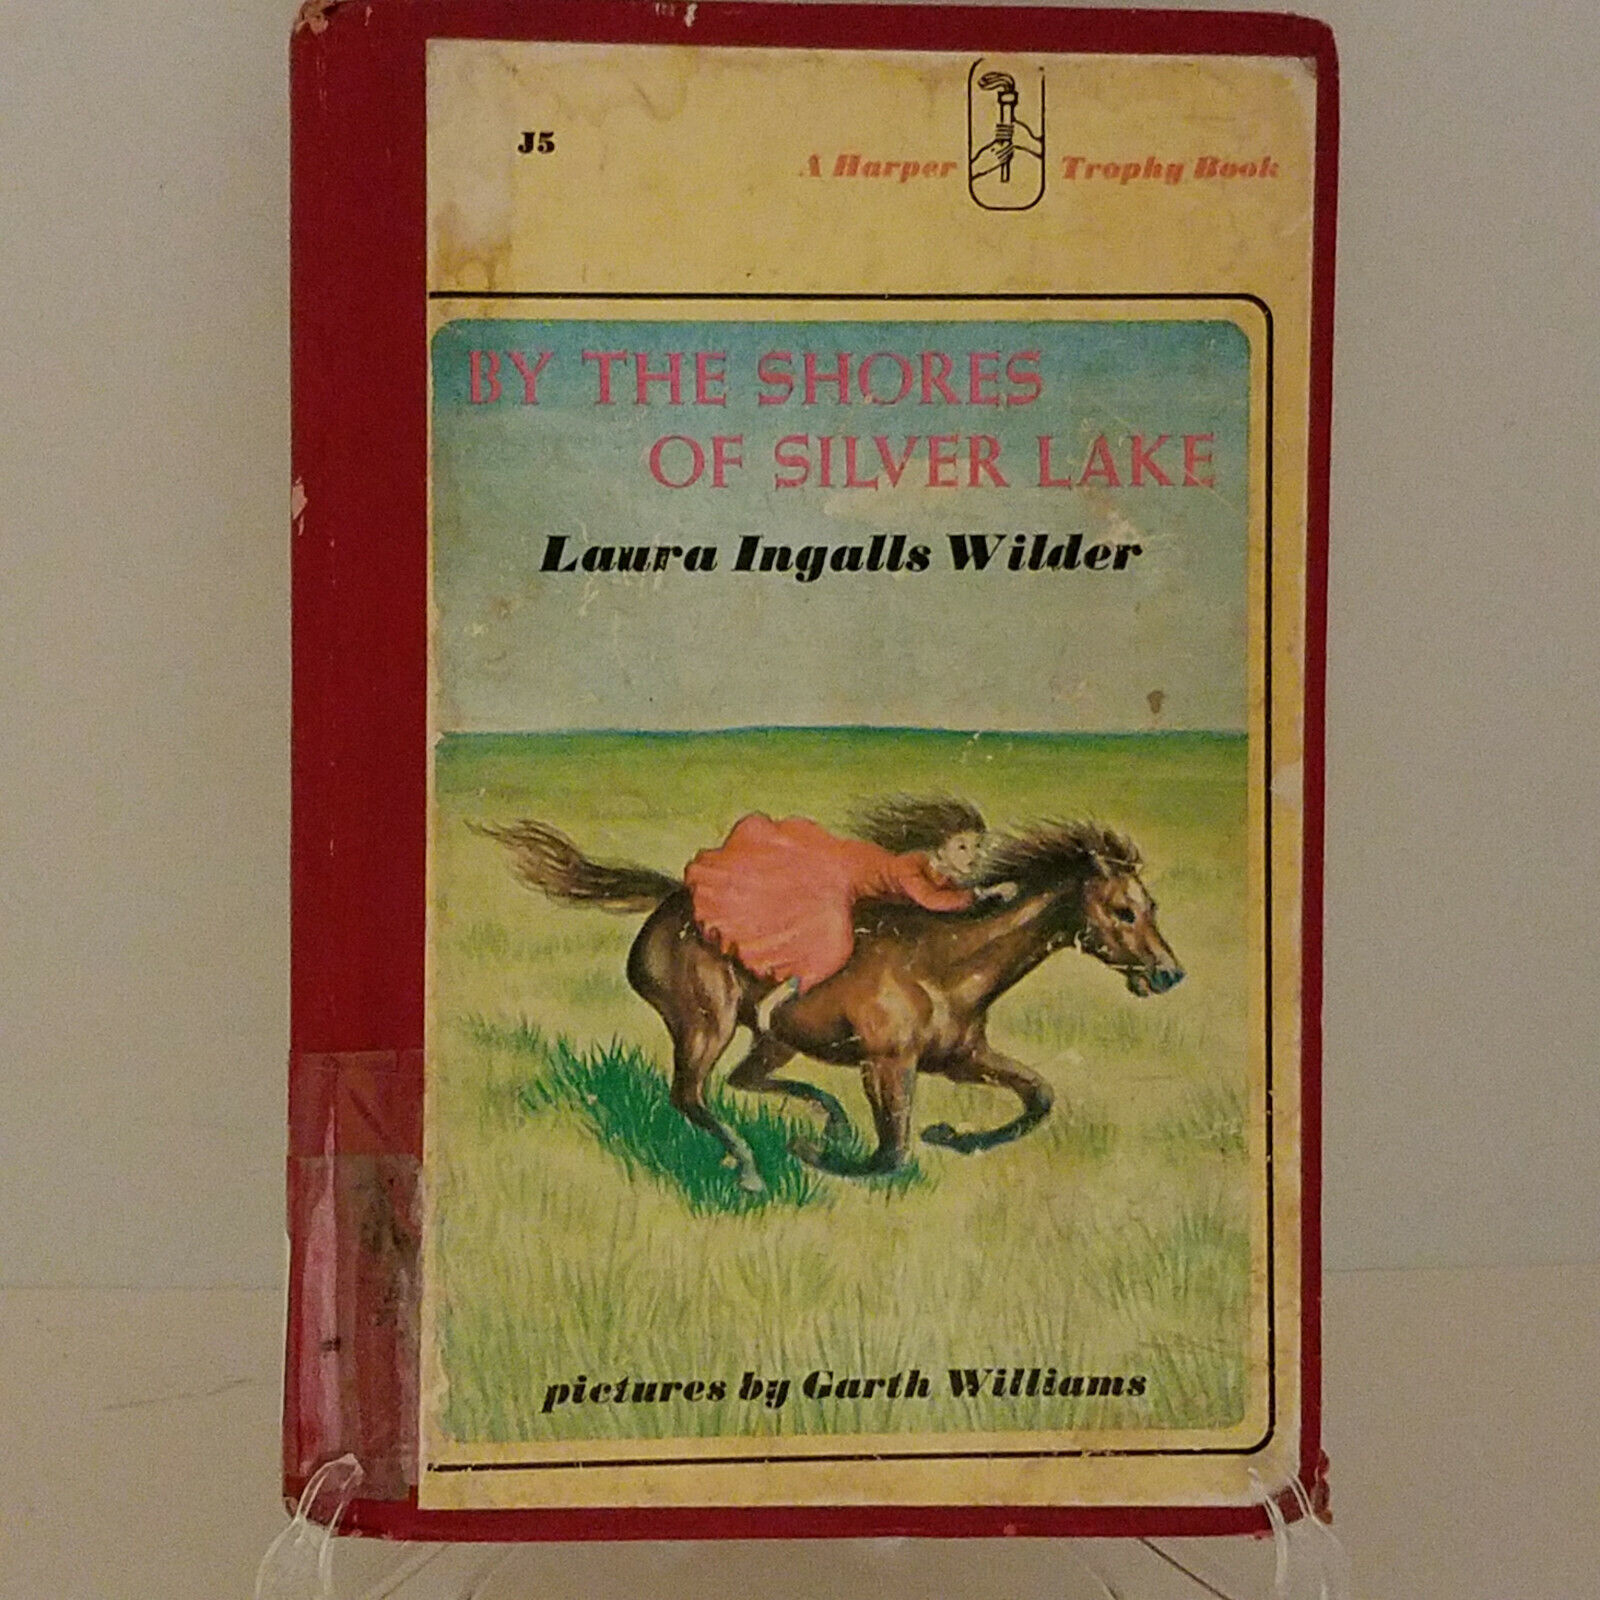 J5
A Harper Trophy Book
BY THE SHORES
OF SILVER LAKE
Laura Ingalls Wilder
pictures by Garth Williams